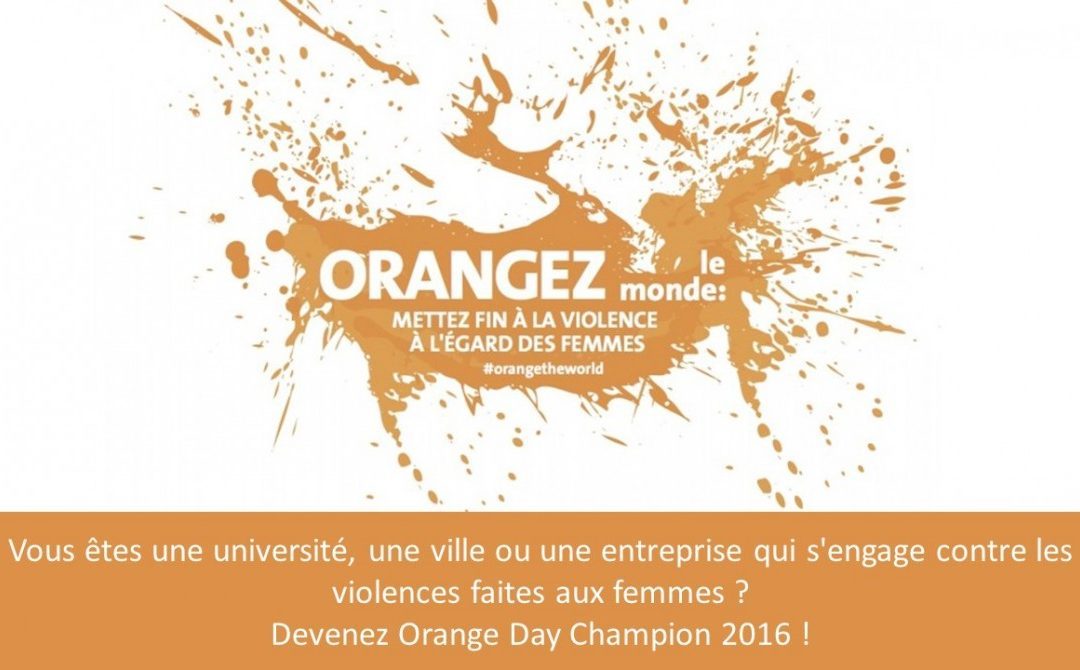 ORANGEZ le monde:
METTEZ FIN À LA VIOLENCE
À L'ÉGARD DES FEMMES
#orangetheworld
Vous êtes une université, une ville ou une entreprise qui s'engage contre les
violences faites aux femmes ?
Devenez Orange Day Champion 2016 !